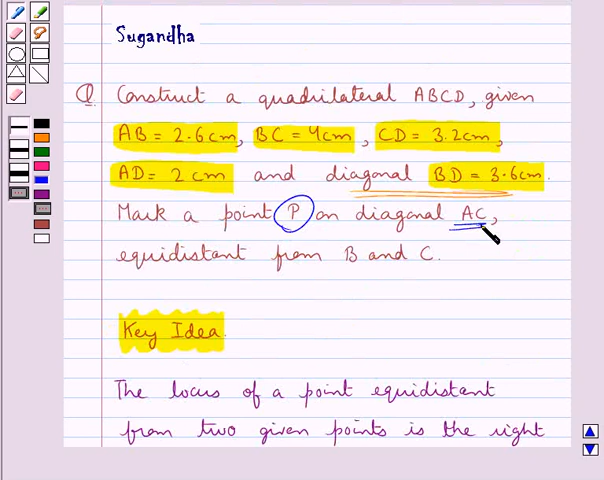 Sugandha
Q. Construct a quadrilateral ABCD, given
AB = 2.6cm, BC = 4cm, CD = 3.2cm,
AD = 2 cm and diagonal BD = 3.6cm.
Mark a point P on diagonal AC,
equidistant from B and C.
Key Idea
The locus of a point equidistant
from two given points is the right